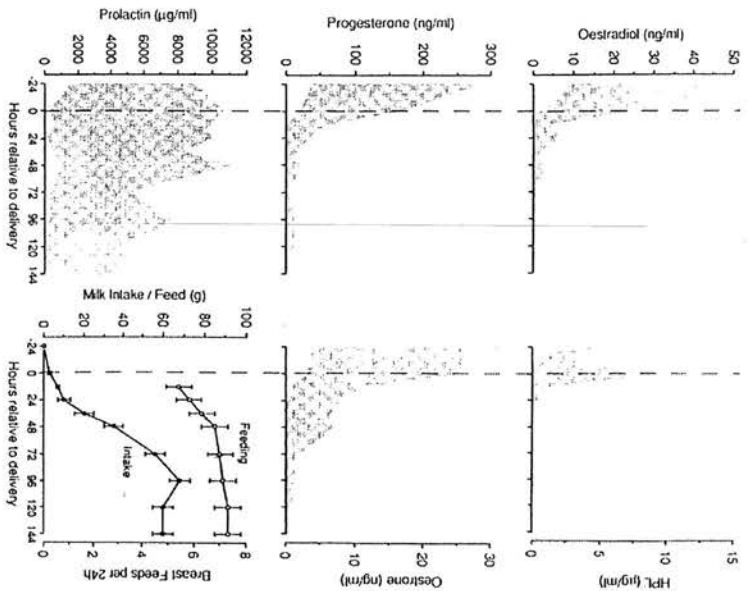 Prolactin (µg/ml)
0 2000 4000 6000 8000 10000 12000
-24 0 24 48 72 96 120 144
Hours relative to delivery
Progesterone (ng/ml)
0 100 200 300
Oestradiol (ng/ml)
0 10 20 30 40 50
Milk Intake / Feed (g)
0 20 40 60 80 100
-24 0 24 48 72 96 120 144
Hours relative to delivery
Feeding
Intake
0 2 4 6 8
Breast Feeds per 24h
0 10 20 30
Oestrone (ng/ml)
0 5 10 15
HPL (µg/ml)